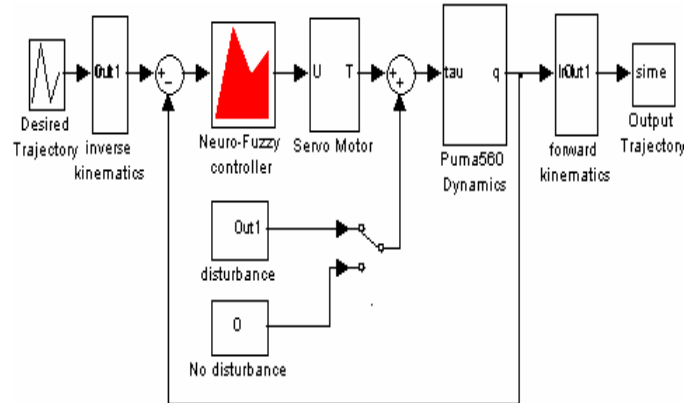 Out1
+
−
U T
+
+
tau q
In Out1
sime
Desired
Trajectory
inverse
kinematics
Neuro-Fuzzy
controller
Servo Motor
Puma560
Dynamics
forward
kinematics
Output
Trajectory
Out1
disturbance
0
No disturbance